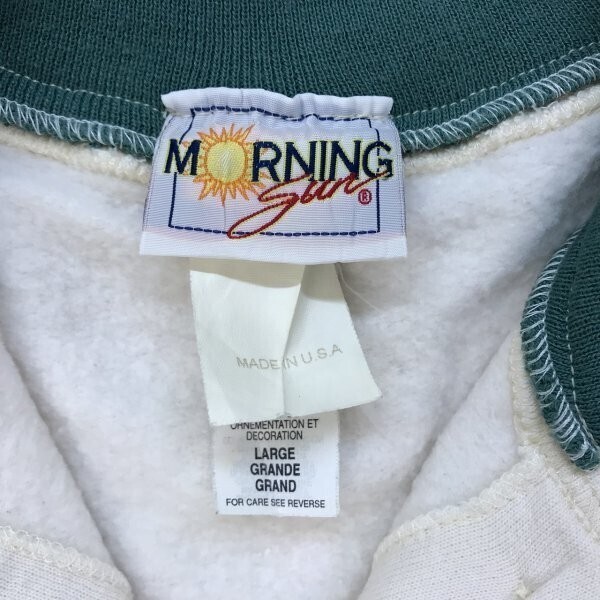 MORNING
Sun ®
MADE IN U.S.A
ORNEMENTATION ET
DECORATION
LARGE
GRANDE
GRAND
FOR CARE SEE REVERSE